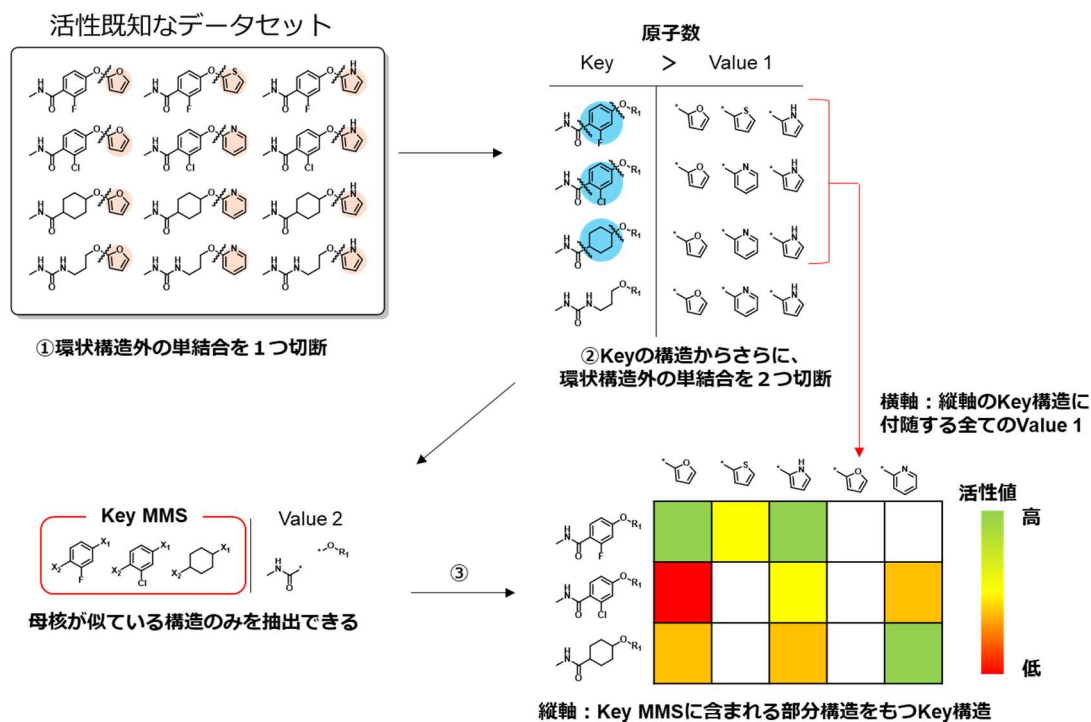 活性既知なデータセット
①環状構造外の単結合を１つ切断
原子数
Key > Value 1
②Keyの構造からさらに、
環状構造外の単結合を２つ切断
横軸：縦軸のKey構造に
付随する全てのValue 1
Key MMS
Value 2
母核が似ている構造のみを抽出できる
③
活性値
高
低
縦軸：Key MMSに含まれる部分構造をもつKey構造